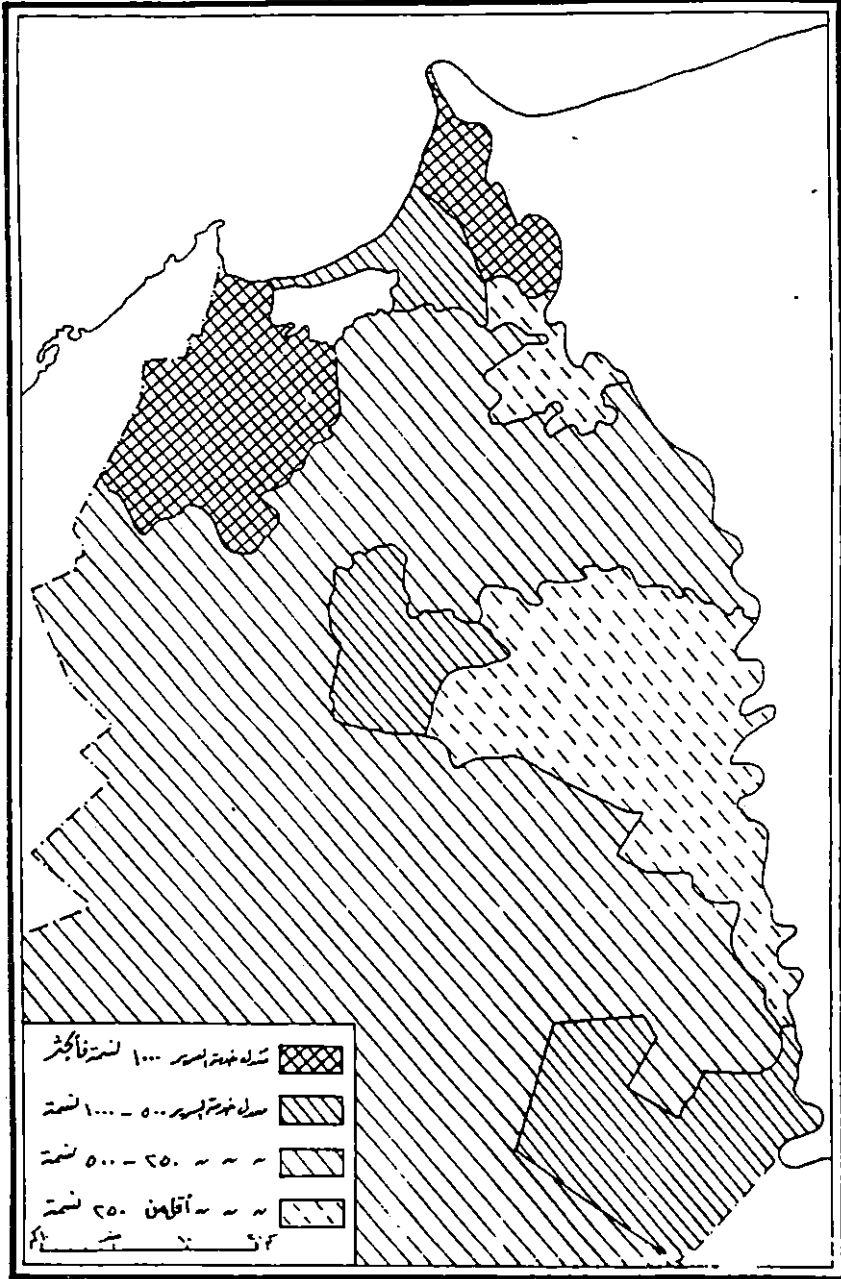 معدل خدمة السرير ١٠٠٠ نسمة فأكثر
معدل خدمة السرير ٥٠٠ - ١٠٠٠ نسمة
~ ~ ~ ٢٥٠ - ٥٠٠ نسمة
~ ~ ~ أقل من ٢٥٠ نسمة